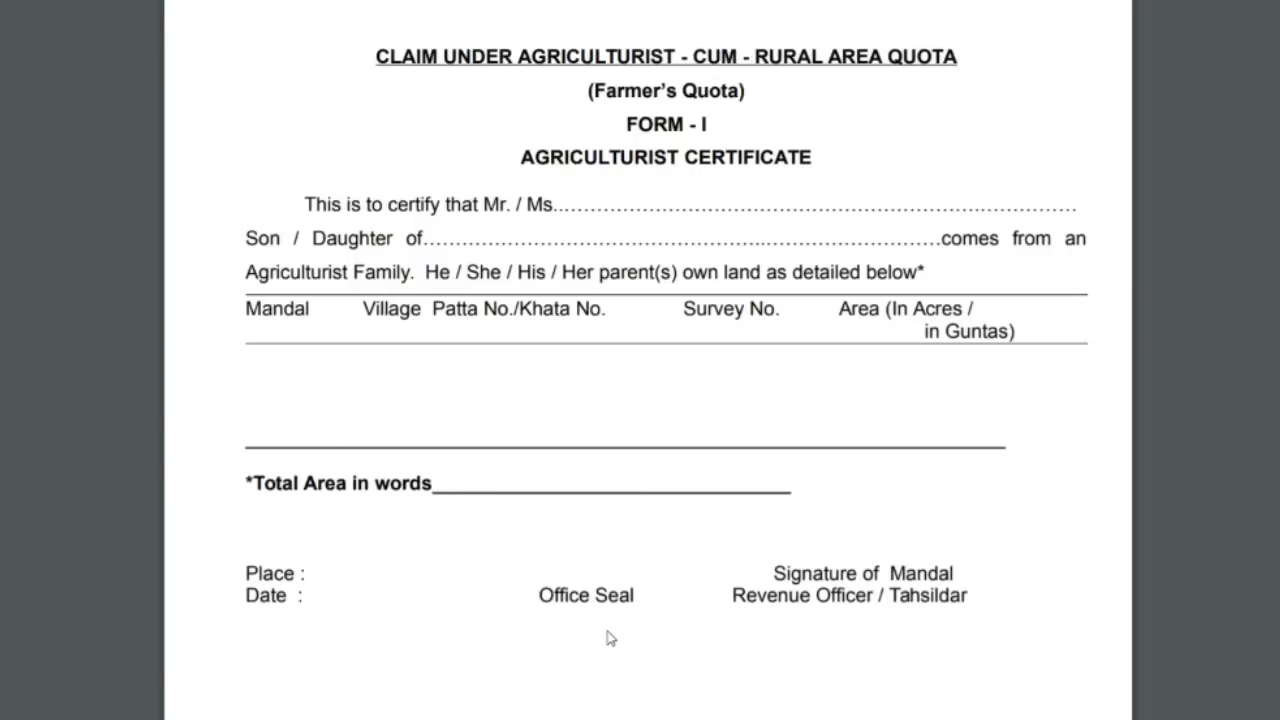 CLAIM UNDER AGRICULTURIST - CUM - RURAL AREA QUOTA
(Farmer’s Quota)
FORM - I
AGRICULTURIST CERTIFICATE
This is to certify that Mr. / Ms...……………………………………………………….……………
Son / Daughter of……………………………………………..………………………comes from an
Agriculturist Family. He / She / His / Her parent(s) own land as detailed below*
Mandal Village Patta No./Khata No. Survey No. Area (In Acres /
in Guntas)
*Total Area in words__________________________________
Place : Signature of Mandal
Date : Office Seal Revenue Officer / Tahsildar